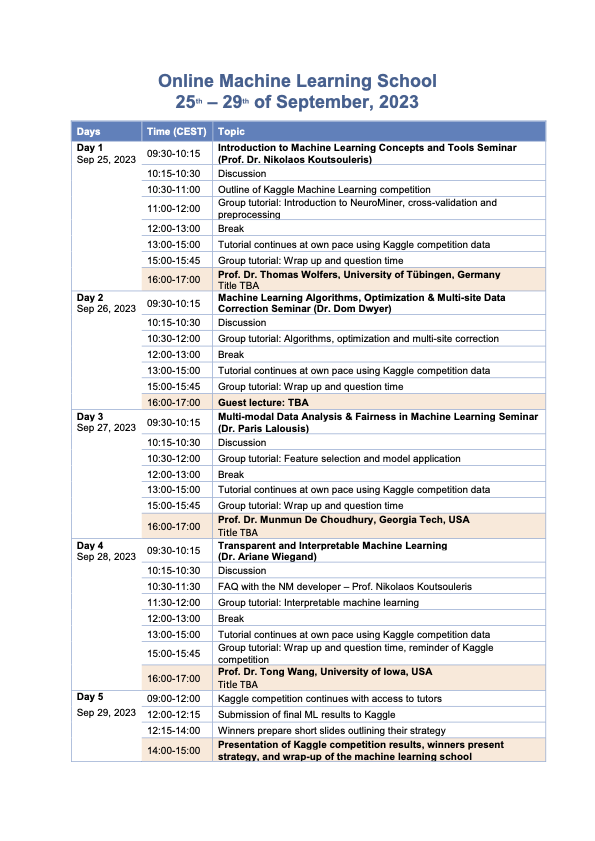 Online Machine Learning School
25th – 29th of September, 2023
Days Time (CEST) Topic
Day 1
Sep 25, 2023
09:30-10:15 Introduction to Machine Learning Concepts and Tools Seminar
(Prof. Dr. Nikolaos Koutsouleris)
10:15-10:30 Discussion
10:30-11:00 Outline of Kaggle Machine Learning competition
11:00-12:00 Group tutorial: Introduction to NeuroMiner, cross-validation and
preprocessing
12:00-13:00 Break
13:00-15:00 Tutorial continues at own pace using Kaggle competition data
15:00-15:45 Group tutorial: Wrap up and question time
16:00-17:00 Prof. Dr. Thomas Wolfers, University of Tübingen, Germany
Title TBA
Day 2
Sep 26, 2023
09:30-10:15 Machine Learning Algorithms, Optimization & Multi-site Data
Correction Seminar (Dr. Dom Dwyer)
10:15-10:30 Discussion
10:30-12:00 Group tutorial: Algorithms, optimization and multi-site correction
12:00-13:00 Break
13:00-15:00 Tutorial continues at own pace using Kaggle competition data
15:00-15:45 Group tutorial: Wrap up and question time
16:00-17:00 Guest lecture: TBA
Day 3
Sep 27, 2023
09:30-10:15 Multi-modal Data Analysis & Fairness in Machine Learning Seminar
(Dr. Paris Lalousis)
10:15-10:30 Discussion
10:30-12:00 Group tutorial: Feature selection and model application
12:00-13:00 Break
13:00-15:00 Tutorial continues at own pace using Kaggle competition data
15:00-15:45 Group tutorial: Wrap up and question time
16:00-17:00 Prof. Dr. Munmun De Choudhury, Georgia Tech, USA
Title TBA
Day 4
Sep 28, 2023
09:30-10:15 Transparent and Interpretable Machine Learning
(Dr. Ariane Wiegand)
10:15-10:30 Discussion
10:30-11:30 FAQ with the NM developer – Prof. Nikolaos Koutsouleris
11:30-12:00 Group tutorial: Interpretable machine learning
12:00-13:00 Break
13:00-15:00 Tutorial continues at own pace using Kaggle competition data
15:00-15:45 Group tutorial: Wrap up and question time, reminder of Kaggle
competition
16:00-17:00 Prof. Dr. Tong Wang, University of Iowa, USA
Title TBA
Day 5
Sep 29, 2023
09:00-12:00 Kaggle competition continues with access to tutors
12:00-12:15 Submission of final ML results to Kaggle
12:15-14:00 Winners prepare short slides outlining their strategy
14:00-15:00 Presentation of Kaggle competition results, winners present
strategy, and wrap-up of the machine learning school